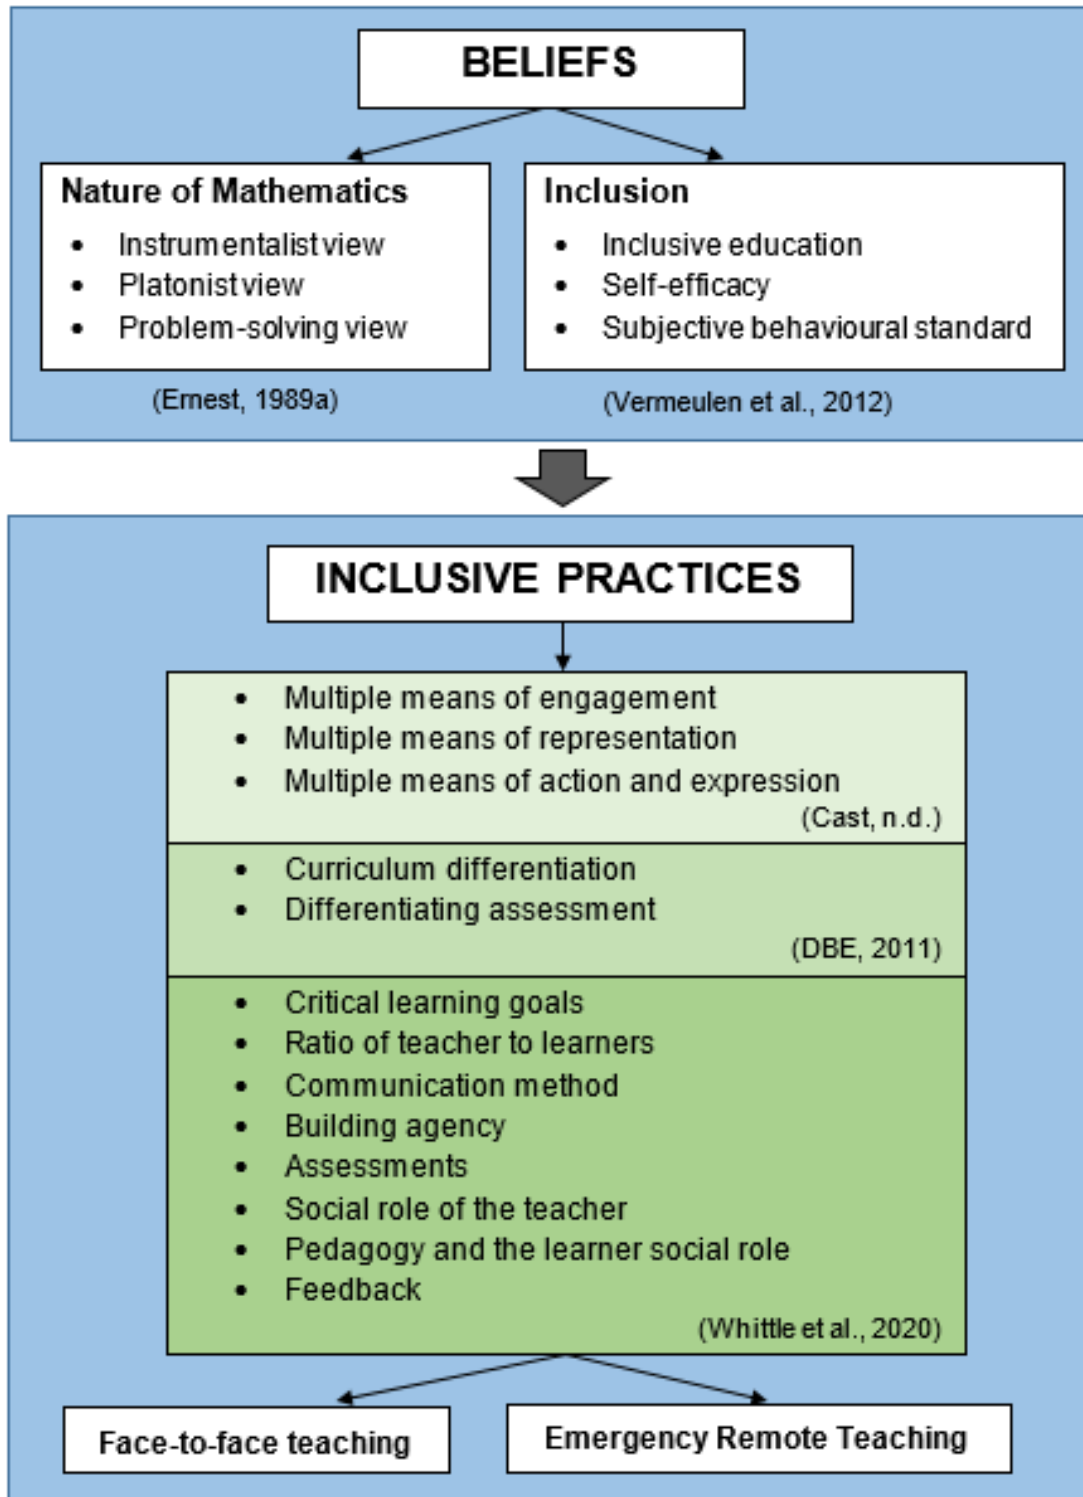 BELIEFS
Nature of Mathematics
• Instrumentalist view
• Platonist view
• Problem-solving view
(Ernest, 1989a)
Inclusion
• Inclusive education
• Self-efficacy
• Subjective behavioural standard
(Vermeulen et al., 2012)
INCLUSIVE PRACTICES
• Multiple means of engagement
• Multiple means of representation
• Multiple means of action and expression
(Cast, n.d.)
• Curriculum differentiation
• Differentiating assessment
(DBE, 2011)
• Critical learning goals
• Ratio of teacher to learners
• Communication method
• Building agency
• Assessments
• Social role of the teacher
• Pedagogy and the learner social role
• Feedback
(Whittle et al., 2020)
Face-to-face teaching
Emergency Remote Teaching